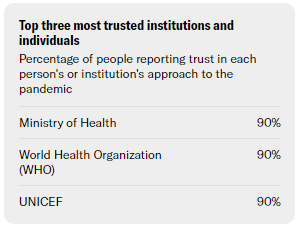 Top three most trusted institutions and
individuals
Percentage of people reporting trust in each
person's or institution's approach to the
pandemic
Ministry of Health 90%
World Health Organization 90%
(WHO)
UNICEF 90%